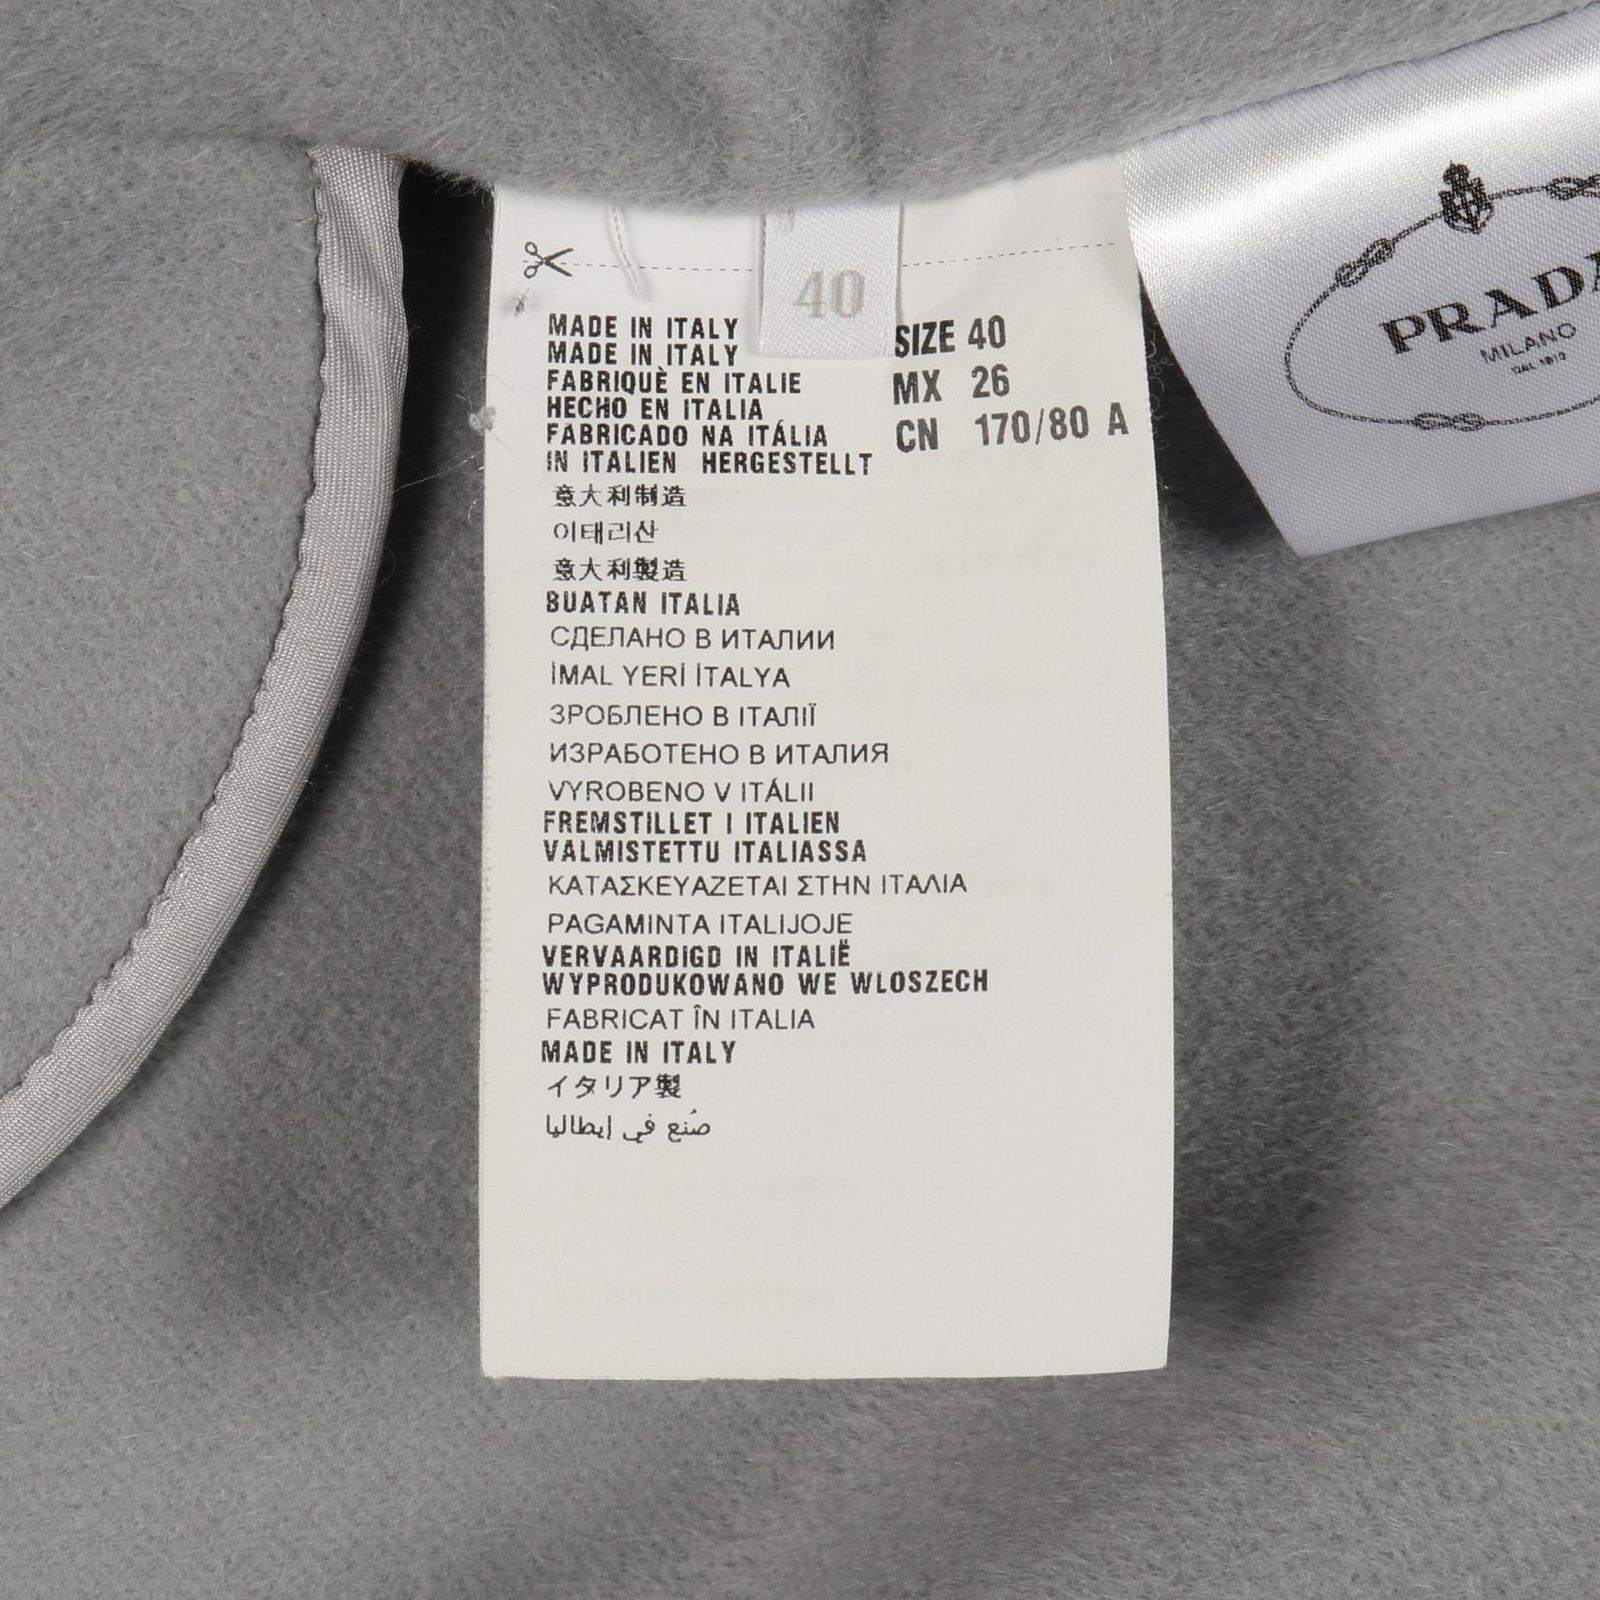 40
MADE IN ITALY
MADE IN ITALY
FABRIQUÈ EN ITALIE
HECHO EN ITALIA
FABRICADO NA ITÁLIA
IN ITALIEN HERGESTELLT
意大利制造
이태리산
意大利製造
BUATAN ITALIA
СДЕЛАНО В ИТАЛИИ
İMAL YERİ İTALYA
ЗРОБЛЕНО В ІТАЛІЇ
ИЗРАБОТЕНО В ИТАЛИЯ
VYROBENO V ITÁLII
FREMSTILLET I ITALIEN
VALMISTETTU ITALIASSA
ΚΑΤΑΣΚΕΥΑΖΕΤΑΙ ΣΤΗΝ ΙΤΑΛΙΑ
PAGAMINTA ITALIJOJE
VERVAARDIGD IN ITALIË
WYPRODUKOWANO WE WLOSZECH
FABRICAT ÎN ITALIA
MADE IN ITALY
イタリア製
صُنع في إيطاليا
SIZE 40
MX 26
CN 170/80 A
PRADA
MILANO
DAL 1913